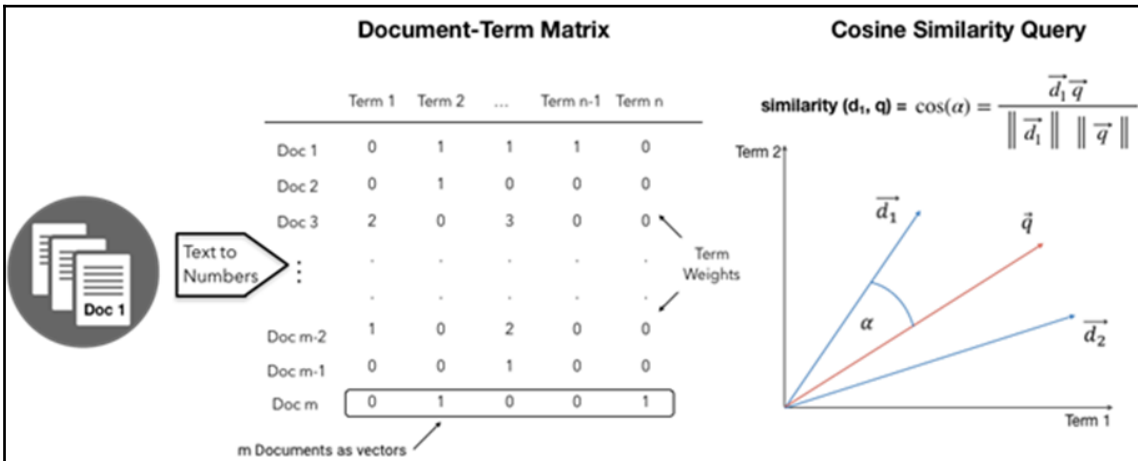 Document-Term Matrix
Term 1 Term 2 ... Term n-1 Term n
Doc 1 0 1 1 1 0
Doc 2 0 1 0 0 0
Doc 3 2 0 3 0 0
. . . . .
. . . . .
Doc m-2 1 0 2 0 0
Doc m-1 0 0 1 0 0
Doc m 0 1 0 0 1
Doc 1
Text to
Numbers
Term
Weights
m Documents as vectors
Cosine Similarity Query
similarity (d₁, q) = cos(α) = d₁→ q→ / ‖ d₁→ ‖ ‖ q→ ‖
Term 2
d₁→
q→
α
d₂→
Term 1